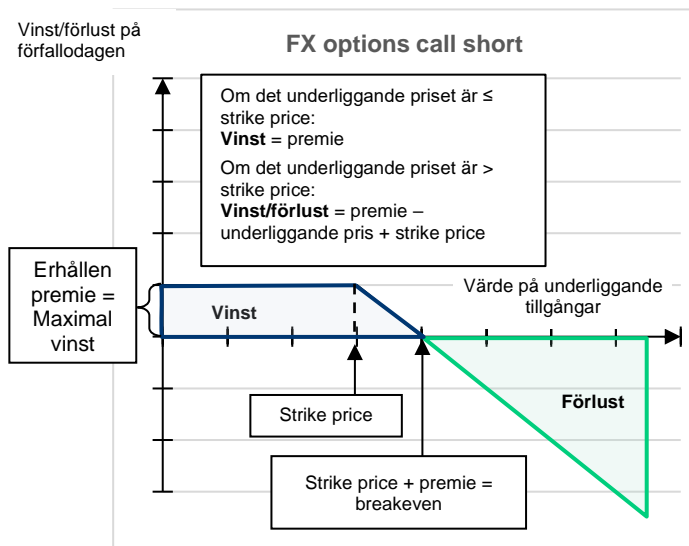 Vinst/förlust på
förfallodagen
FX options call short
Om det underliggande priset är ≤
strike price:
Vinst = premie
Om det underliggande priset är >
strike price:
Vinst/förlust = premie –
underliggande pris + strike price
Erhållen
premie =
Maximal
vinst
Värde på underliggande
tillgångar
Vinst
Förlust
Strike price
Strike price + premie =
breakeven